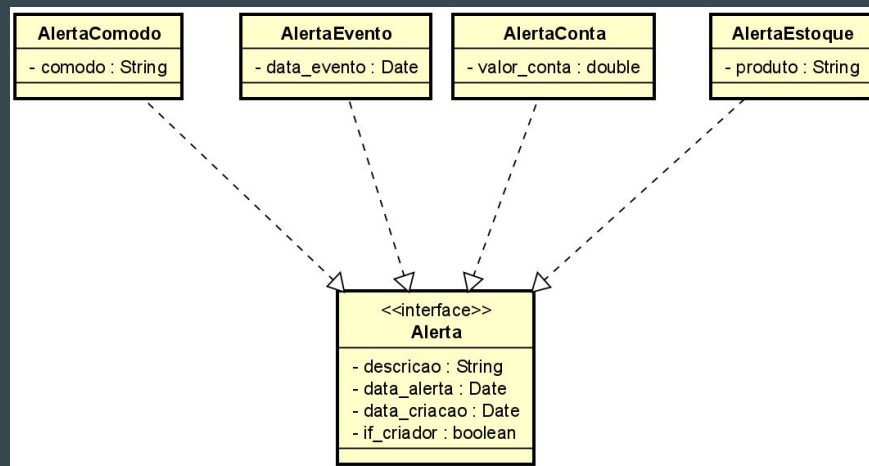 AlertaComodo
- comodo : String
AlertaEvento
- data_evento : Date
AlertaConta
- valor_conta : double
AlertaEstoque
- produto : String
<<interface>>
Alerta
- descricao : String
- data_alerta : Date
- data_criacao : Date
- if_criador : boolean